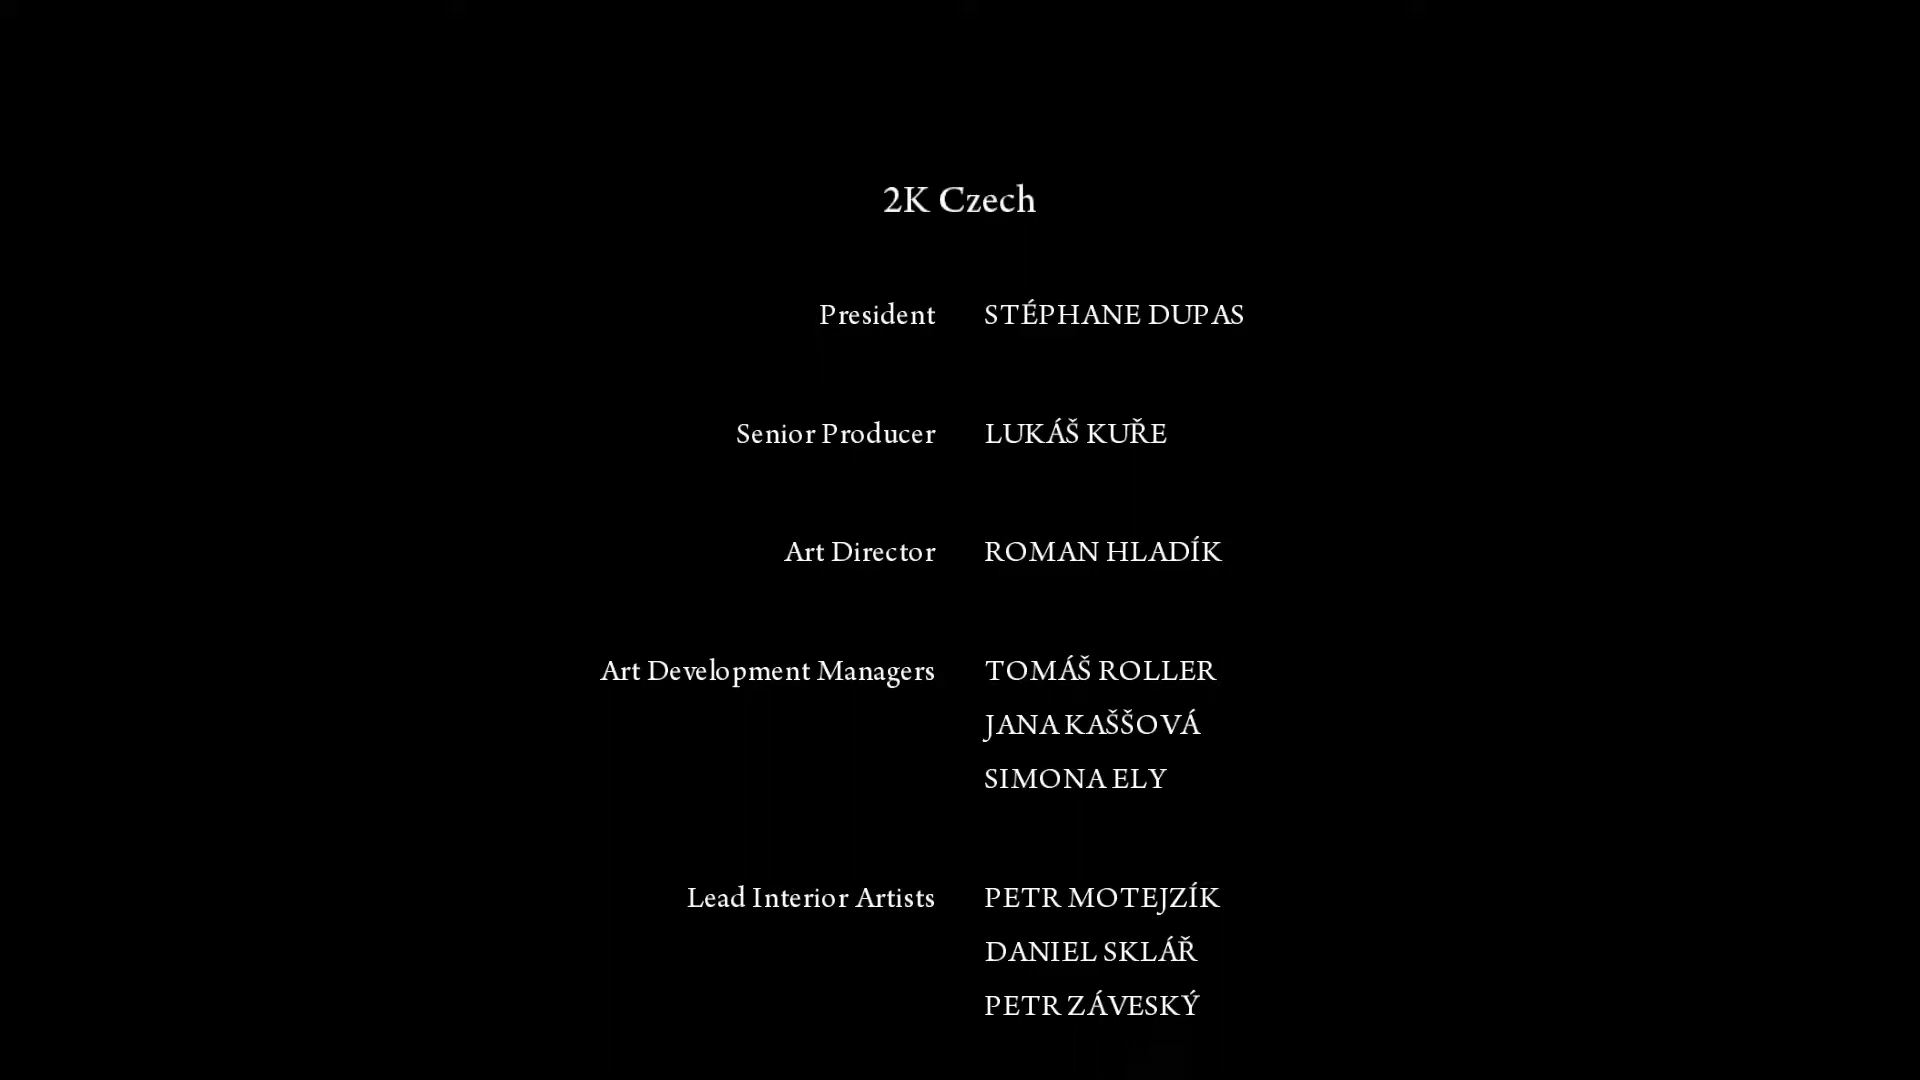 2K Czech
President STÉPHANE DUPAS
Senior Producer LUKÁŠ KUŘE
Art Director ROMAN HLADÍK
Art Development Managers TOMÁŠ ROLLER
JANA KAŠŠOVÁ
SIMONA ELY
Lead Interior Artists PETR MOTEJZÍK
DANIEL SKLÁŘ
PETR ZÁVESKÝ